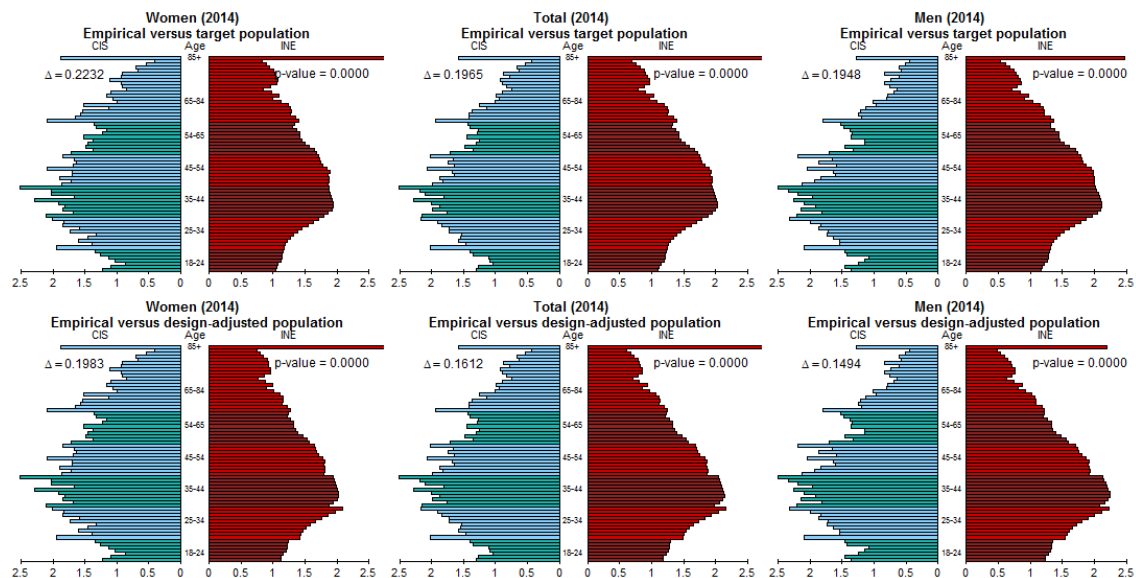 Women (2014)
Empirical versus target population
CIS Age INE
Δ = 0.2232
p-value = 0.0000
85+
65-84
54-65
45-54
35-44
25-34
18-24
2.5 2 1.5 1 0.5 0
0 0.5 1 1.5 2 2.5
Total (2014)
Empirical versus target population
CIS Age INE
Δ = 0.1965
p-value = 0.0000
85+
65-84
54-65
45-54
35-44
25-34
18-24
2.5 2 1.5 1 0.5 0
0 0.5 1 1.5 2 2.5
Men (2014)
Empirical versus target population
CIS Age INE
Δ = 0.1948
p-value = 0.0000
85+
65-84
54-65
45-54
35-44
25-34
18-24
2.5 2 1.5 1 0.5 0
0 0.5 1 1.5 2 2.5
Women (2014)
Empirical versus design-adjusted population
CIS Age INE
Δ = 0.1983
p-value = 0.0000
85+
65-84
54-65
45-54
35-44
25-34
18-24
2.5 2 1.5 1 0.5 0
0 0.5 1 1.5 2 2.5
Total (2014)
Empirical versus design-adjusted population
CIS Age INE
Δ = 0.1612
p-value = 0.0000
85+
65-84
54-65
45-54
35-44
25-34
18-24
2.5 2 1.5 1 0.5 0
0 0.5 1 1.5 2 2.5
Men (2014)
Empirical versus design-adjusted population
CIS Age INE
Δ = 0.1494
p-value = 0.0000
85+
65-84
54-65
45-54
35-44
25-34
18-24
2.5 2 1.5 1 0.5 0
0 0.5 1 1.5 2 2.5